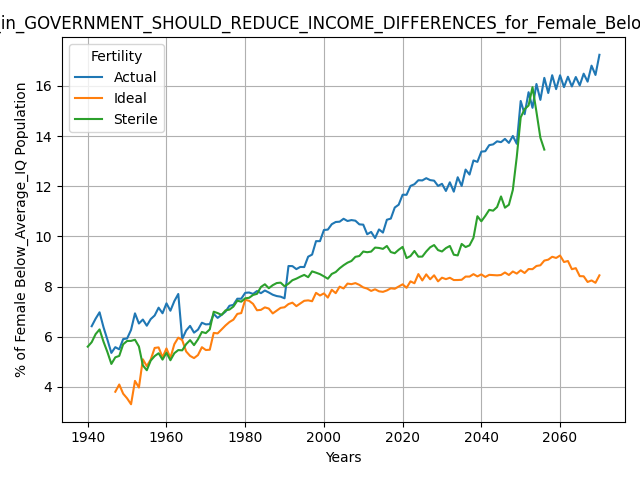 _in_GOVERNMENT_SHOULD_REDUCE_INCOME_DIFFERENCES_for_Female_Belo
Fertility
Actual
Ideal
Sterile
16
14
12
10
8
6
4
% of Female Below_Average_IQ Population
1940 1960 1980 2000 2020 2040 2060
Years